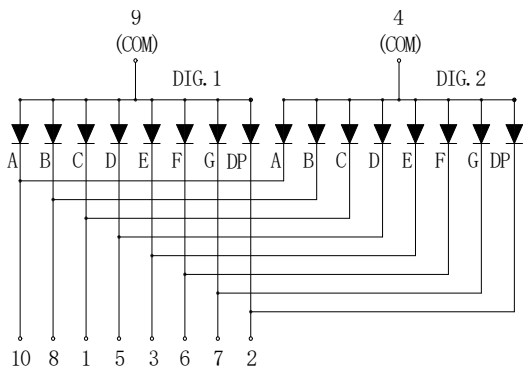 9 4
(COM) (COM)
DIG.1 DIG.2
A B C D E F G DP A B C D E F G DP
10 8 1 5 3 6 7 2